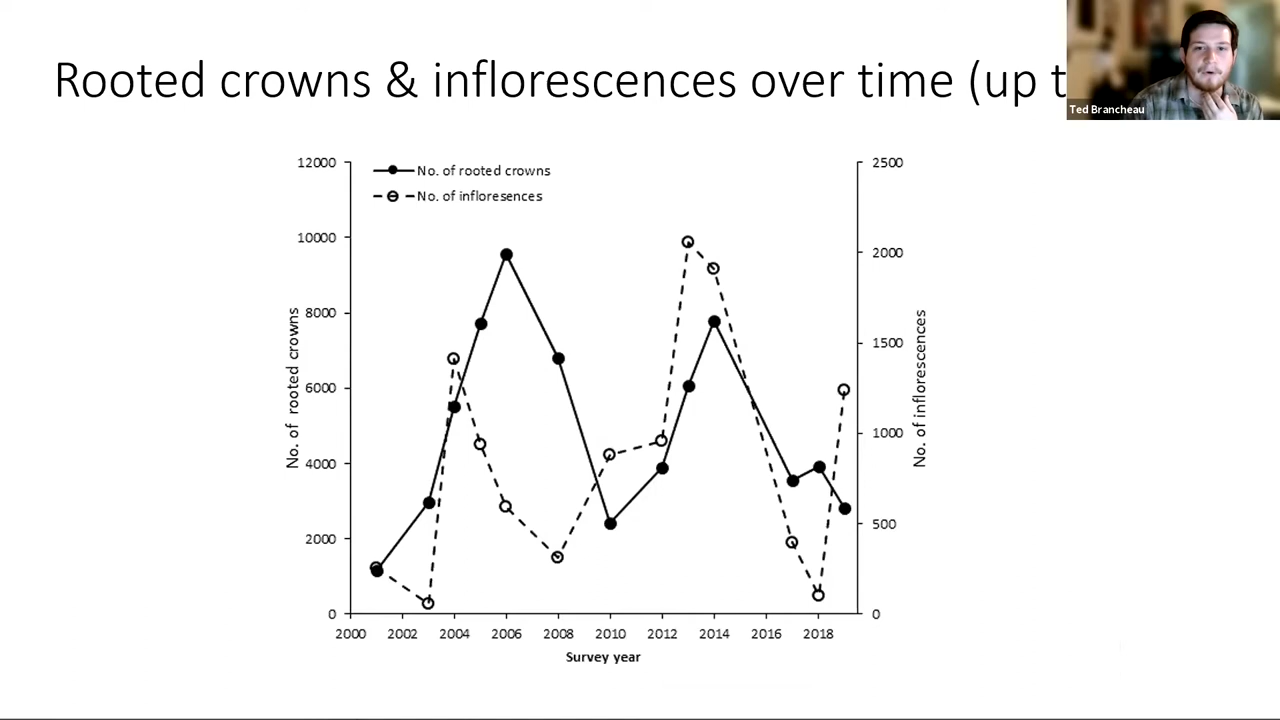 Rooted crowns & inflorescences over time (up t
Ted Brancheau
No. of rooted crowns
No. of infloresences
12000
10000
8000
6000
4000
2000
0
No. of rooted crowns
2500
2000
1500
1000
500
0
No. of inflorescences
2000 2002 2004 2006 2008 2010 2012 2014 2016 2018
Survey year